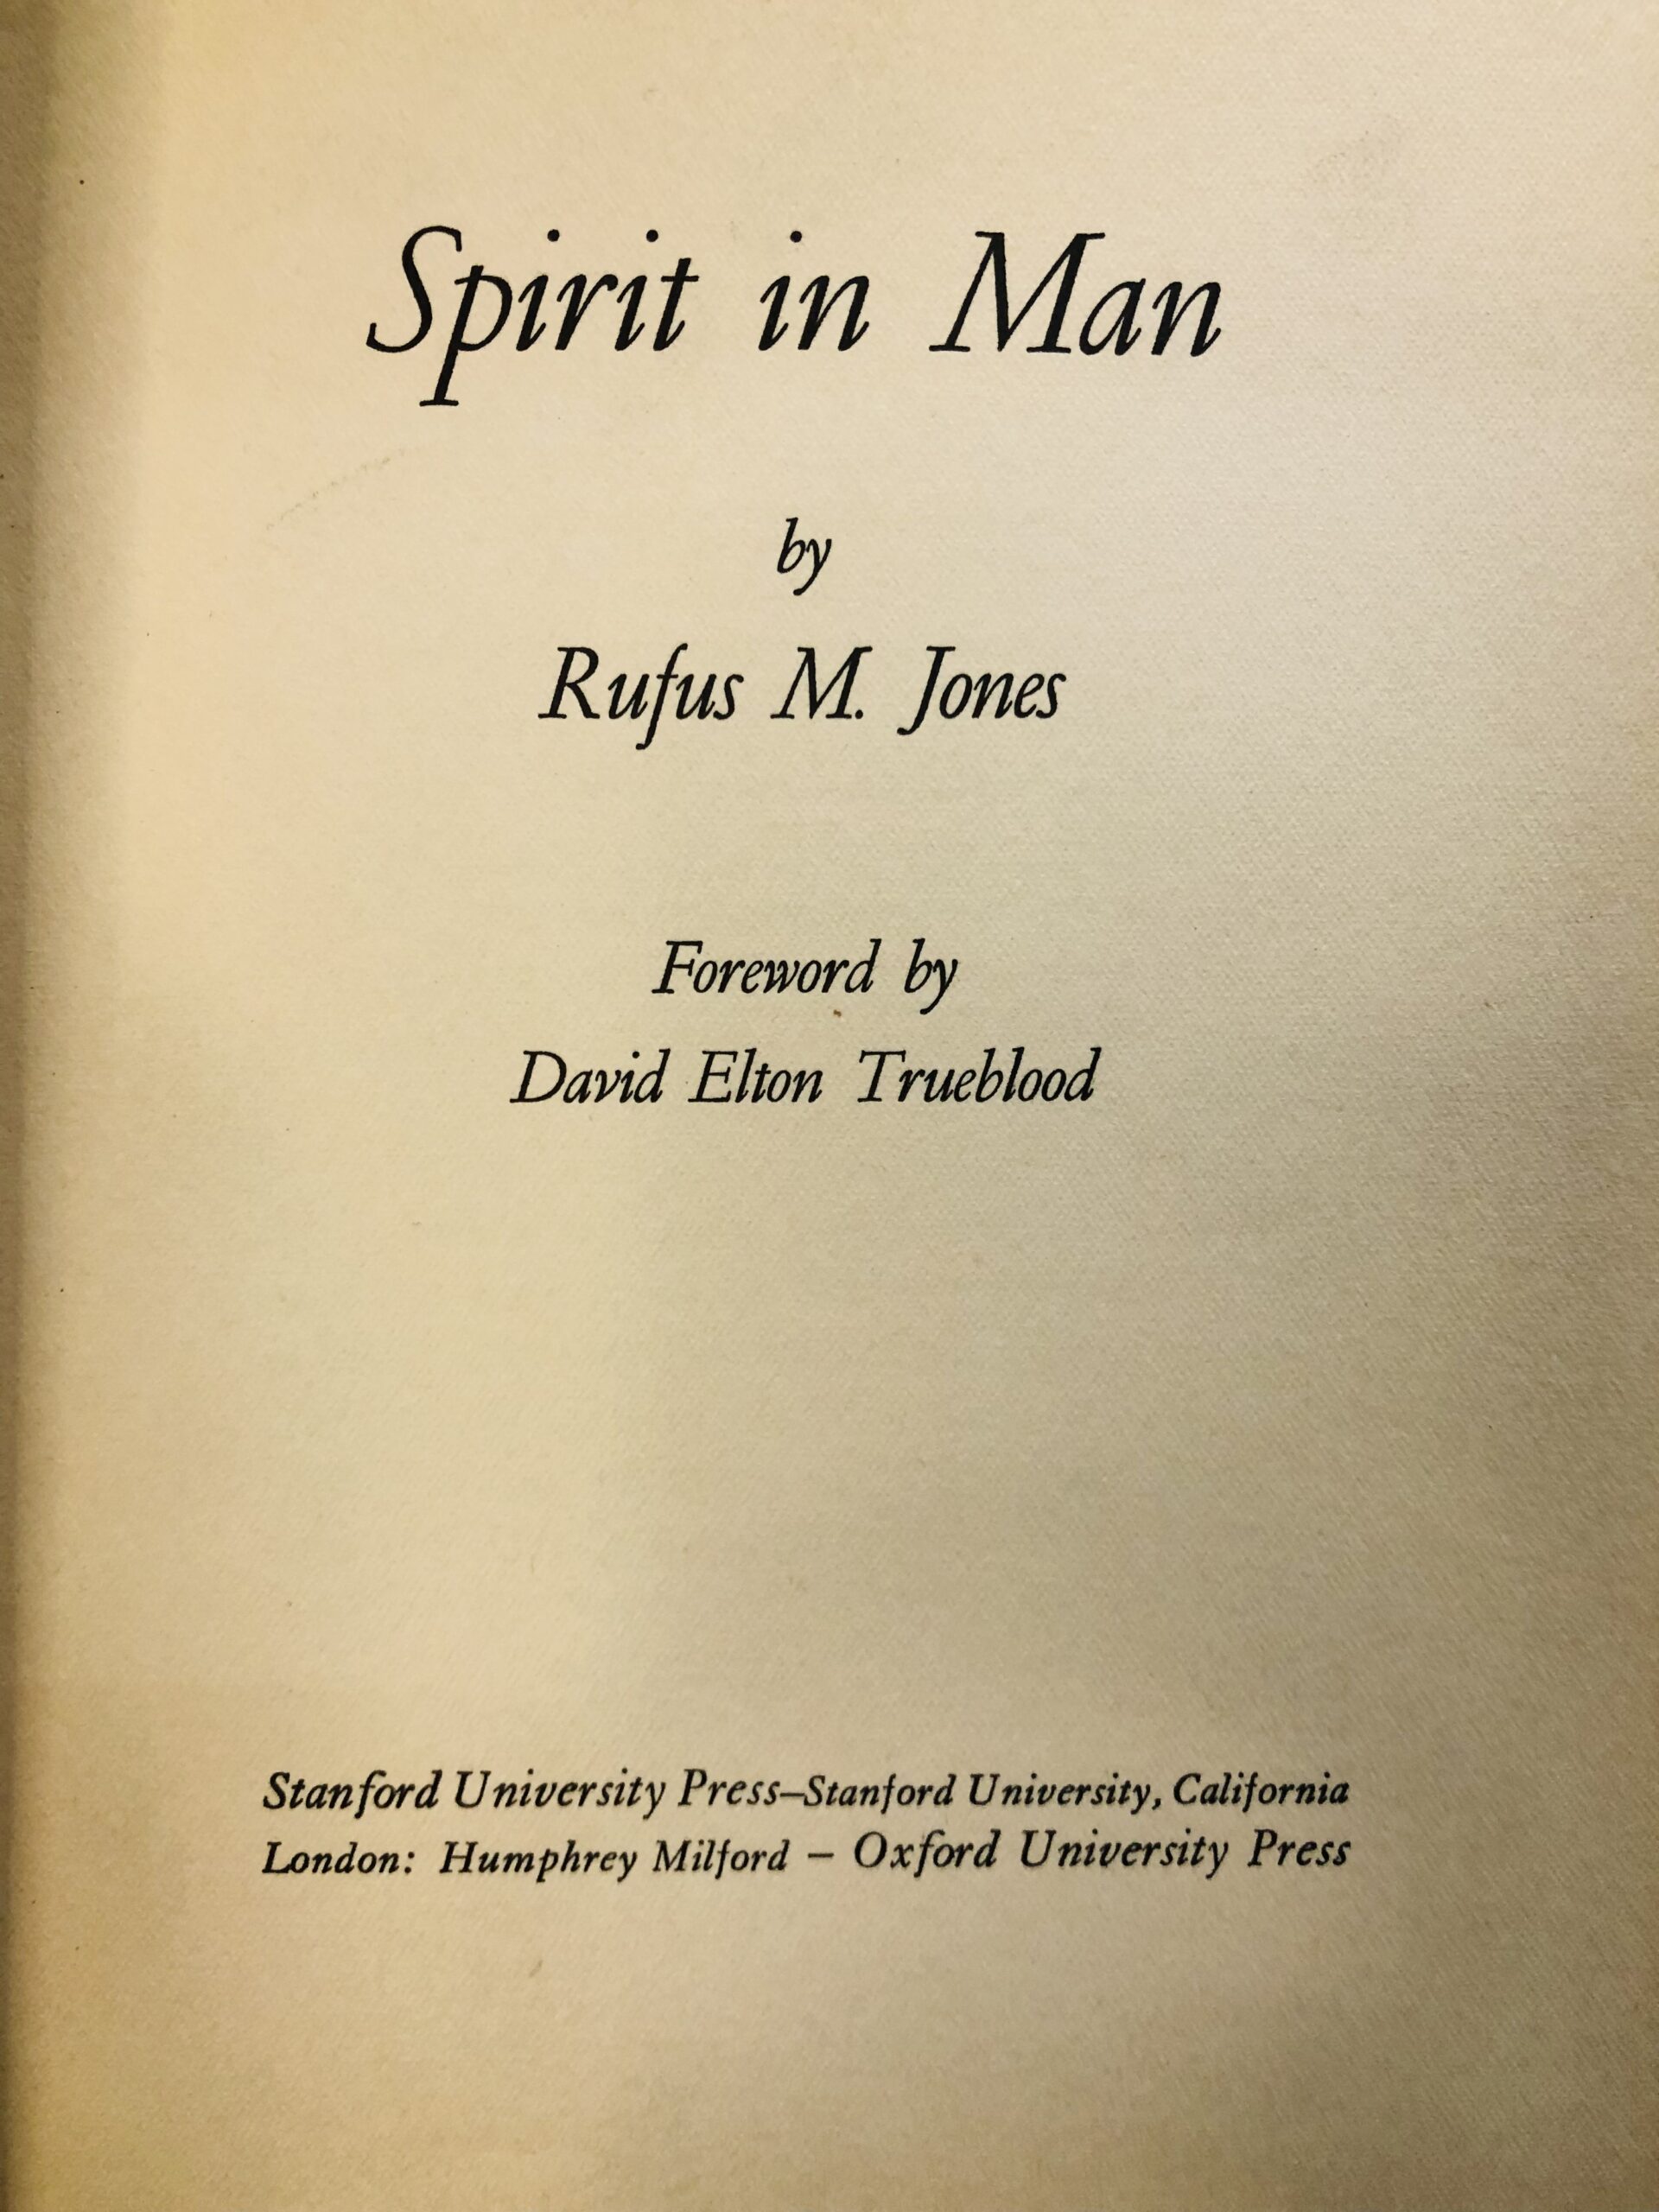 Spirit in Man
by
Rufus M. Jones
Foreword by
David Elton Trueblood
Stanford University Press–Stanford University, California
London: Humphrey Milford – Oxford University Press